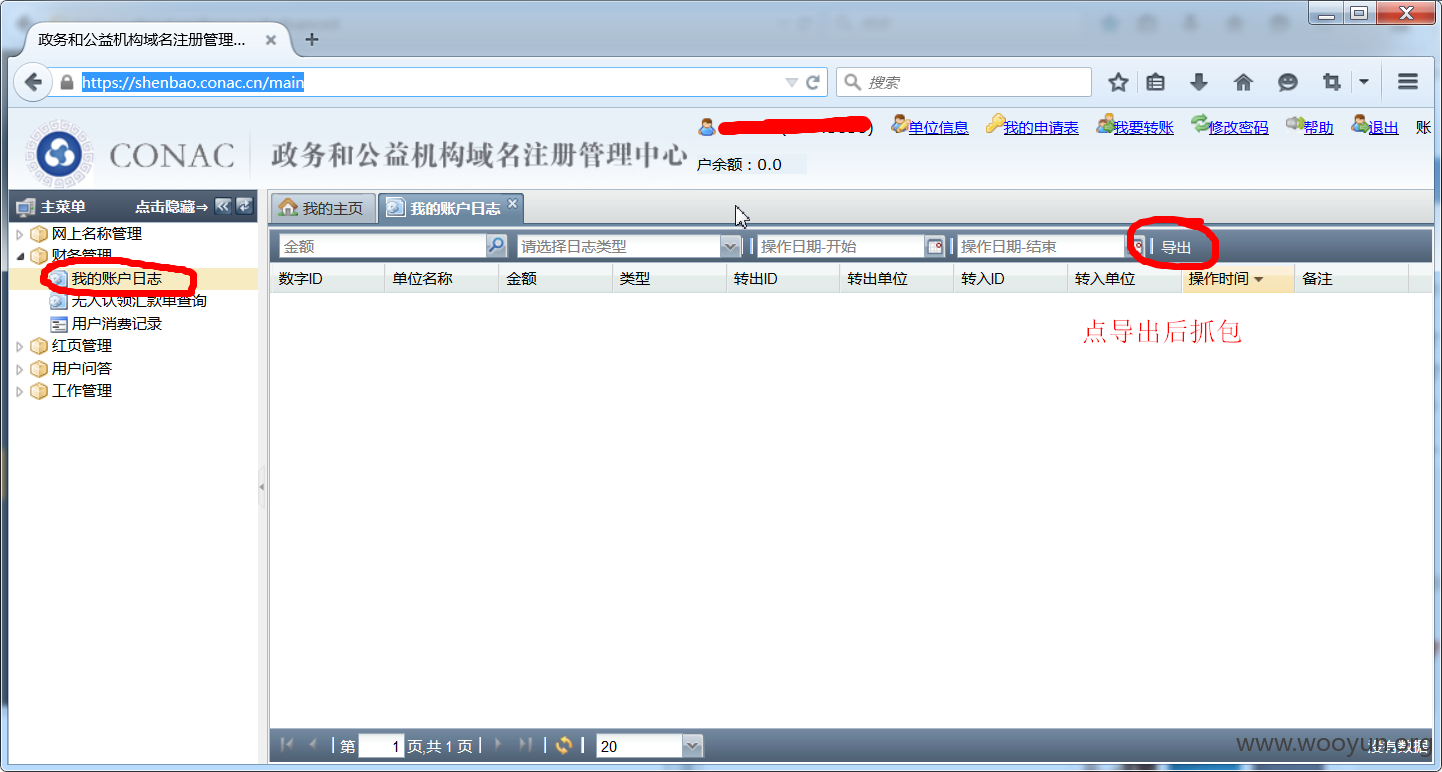 政务和公益机构域名注册管理...
https://shenbao.conac.cn/main
搜索
单位信息 我的申请表 我要转账 修改密码 帮助 退出 账
户余额：0.0
CONAC 政务和公益机构域名注册管理中心
主菜单 点击隐藏⇒
我的主页 我的账户日志
网上名称管理
财务管理
我的账户日志
无人认领汇款单查询
用户消费记录
红页管理
用户问答
工作管理
金额 请选择日志类型 操作日期-开始 操作日期-结束 导出
数字ID 单位名称 金额 类型 转出ID 转出单位 转入ID 转入单位 操作时间 备注
点导出后抓包
第 1 页,共 1 页 20 没有数据
www.wooyun.org